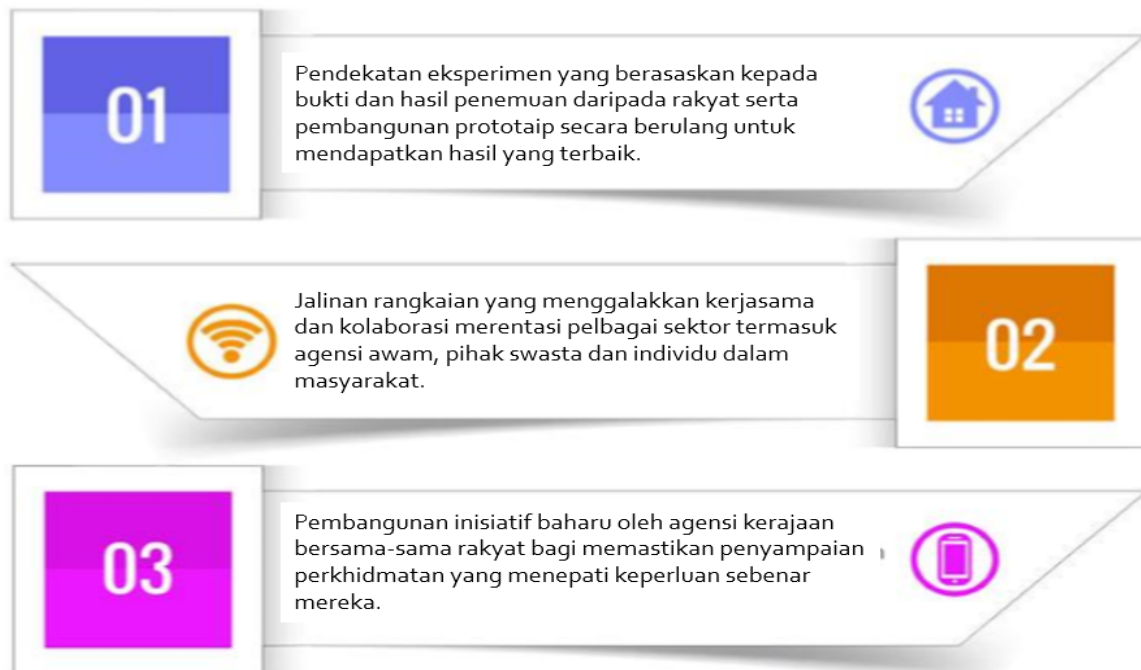 01
Pendekatan eksperimen yang berasaskan kepada
bukti dan hasil penemuan daripada rakyat serta
pembangunan prototaip secara berulang untuk
mendapatkan hasil yang terbaik.
Jalinan rangkaian yang menggalakkan kerjasama
dan kolaborasi merentasi pelbagai sektor termasuk
agensi awam, pihak swasta dan individu dalam
masyarakat.
02
03
Pembangunan inisiatif baharu oleh agensi kerajaan
bersama-sama rakyat bagi memastikan penyampaian
perkhidmatan yang menepati keperluan sebenar
mereka.